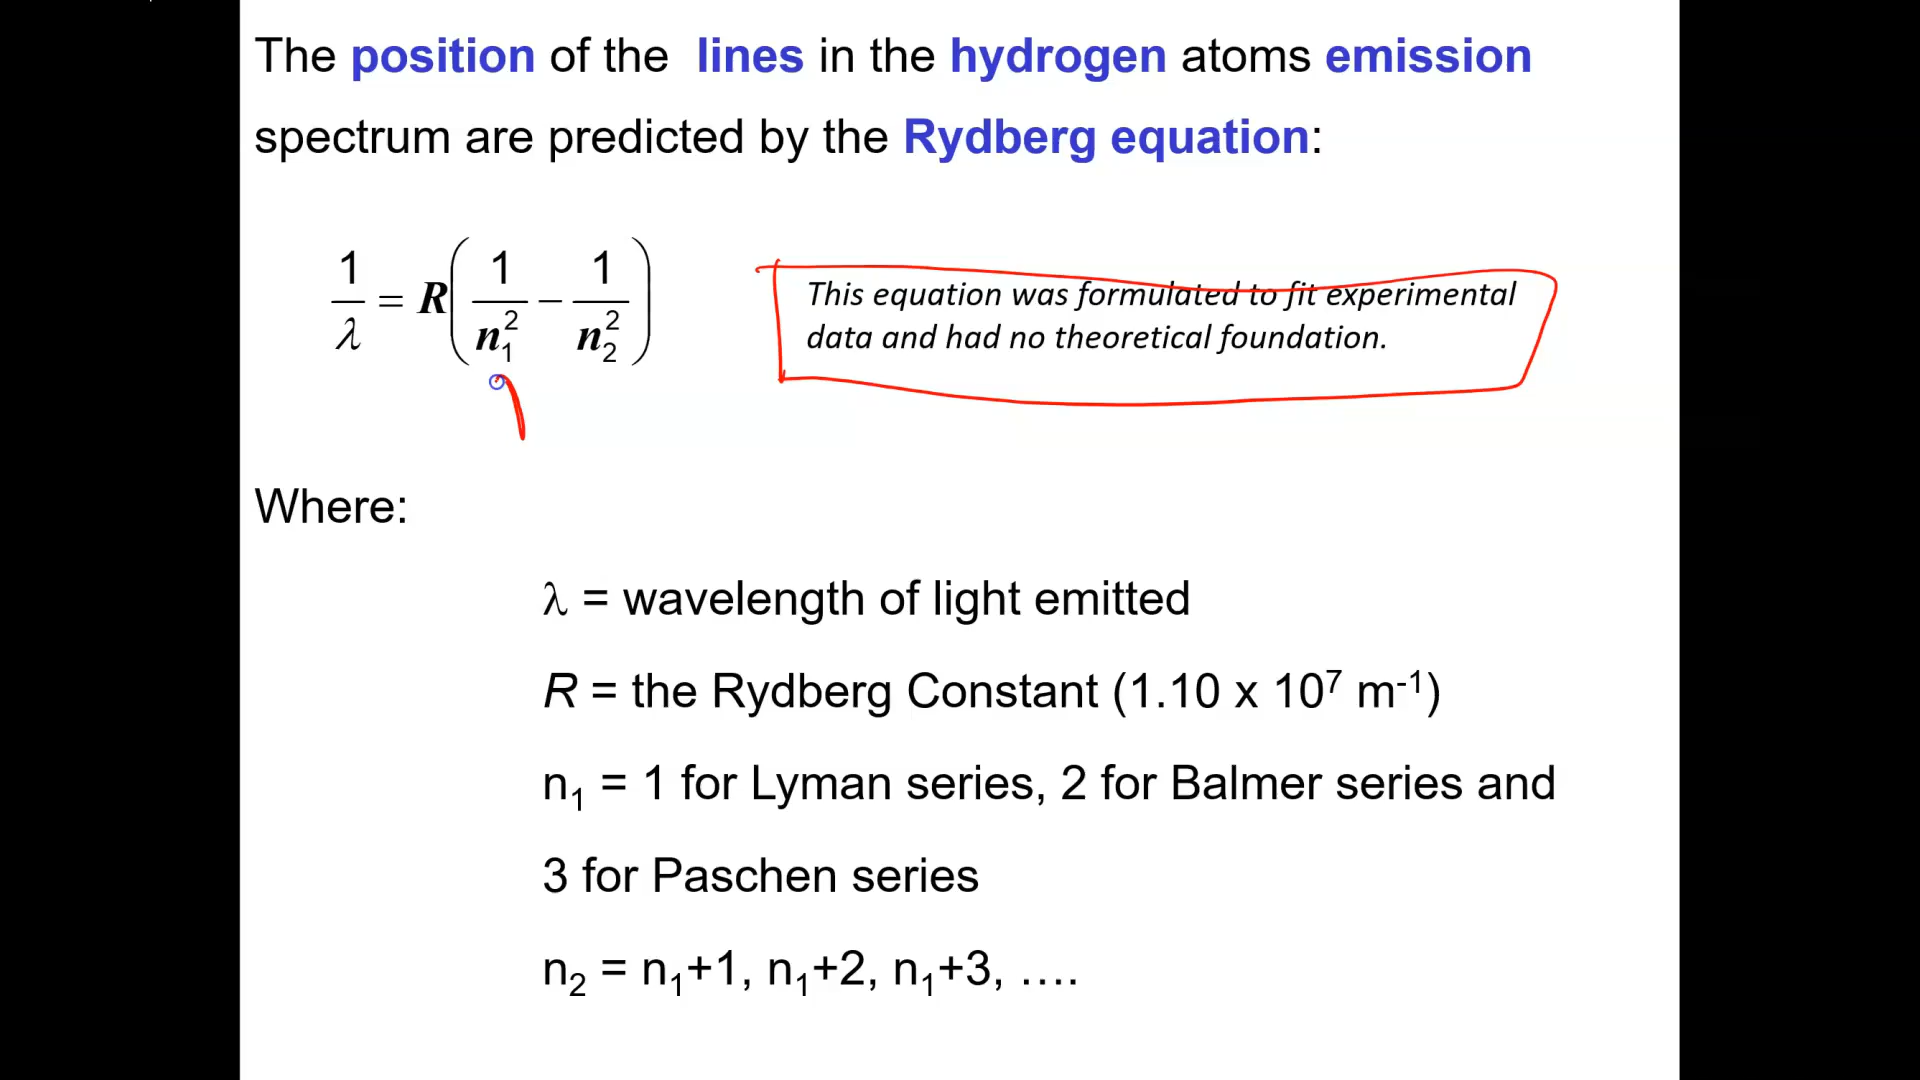 The position of the lines in the hydrogen atoms emission
spectrum are predicted by the Rydberg equation:
1/λ = R(1/n₁² − 1/n₂²)
This equation was formulated to fit experimental
data and had no theoretical foundation.
Where:
λ = wavelength of light emitted
R = the Rydberg Constant (1.10 x 10⁷ m⁻¹)
n₁ = 1 for Lyman series, 2 for Balmer series and
3 for Paschen series
n₂ = n₁+1, n₁+2, n₁+3, ….